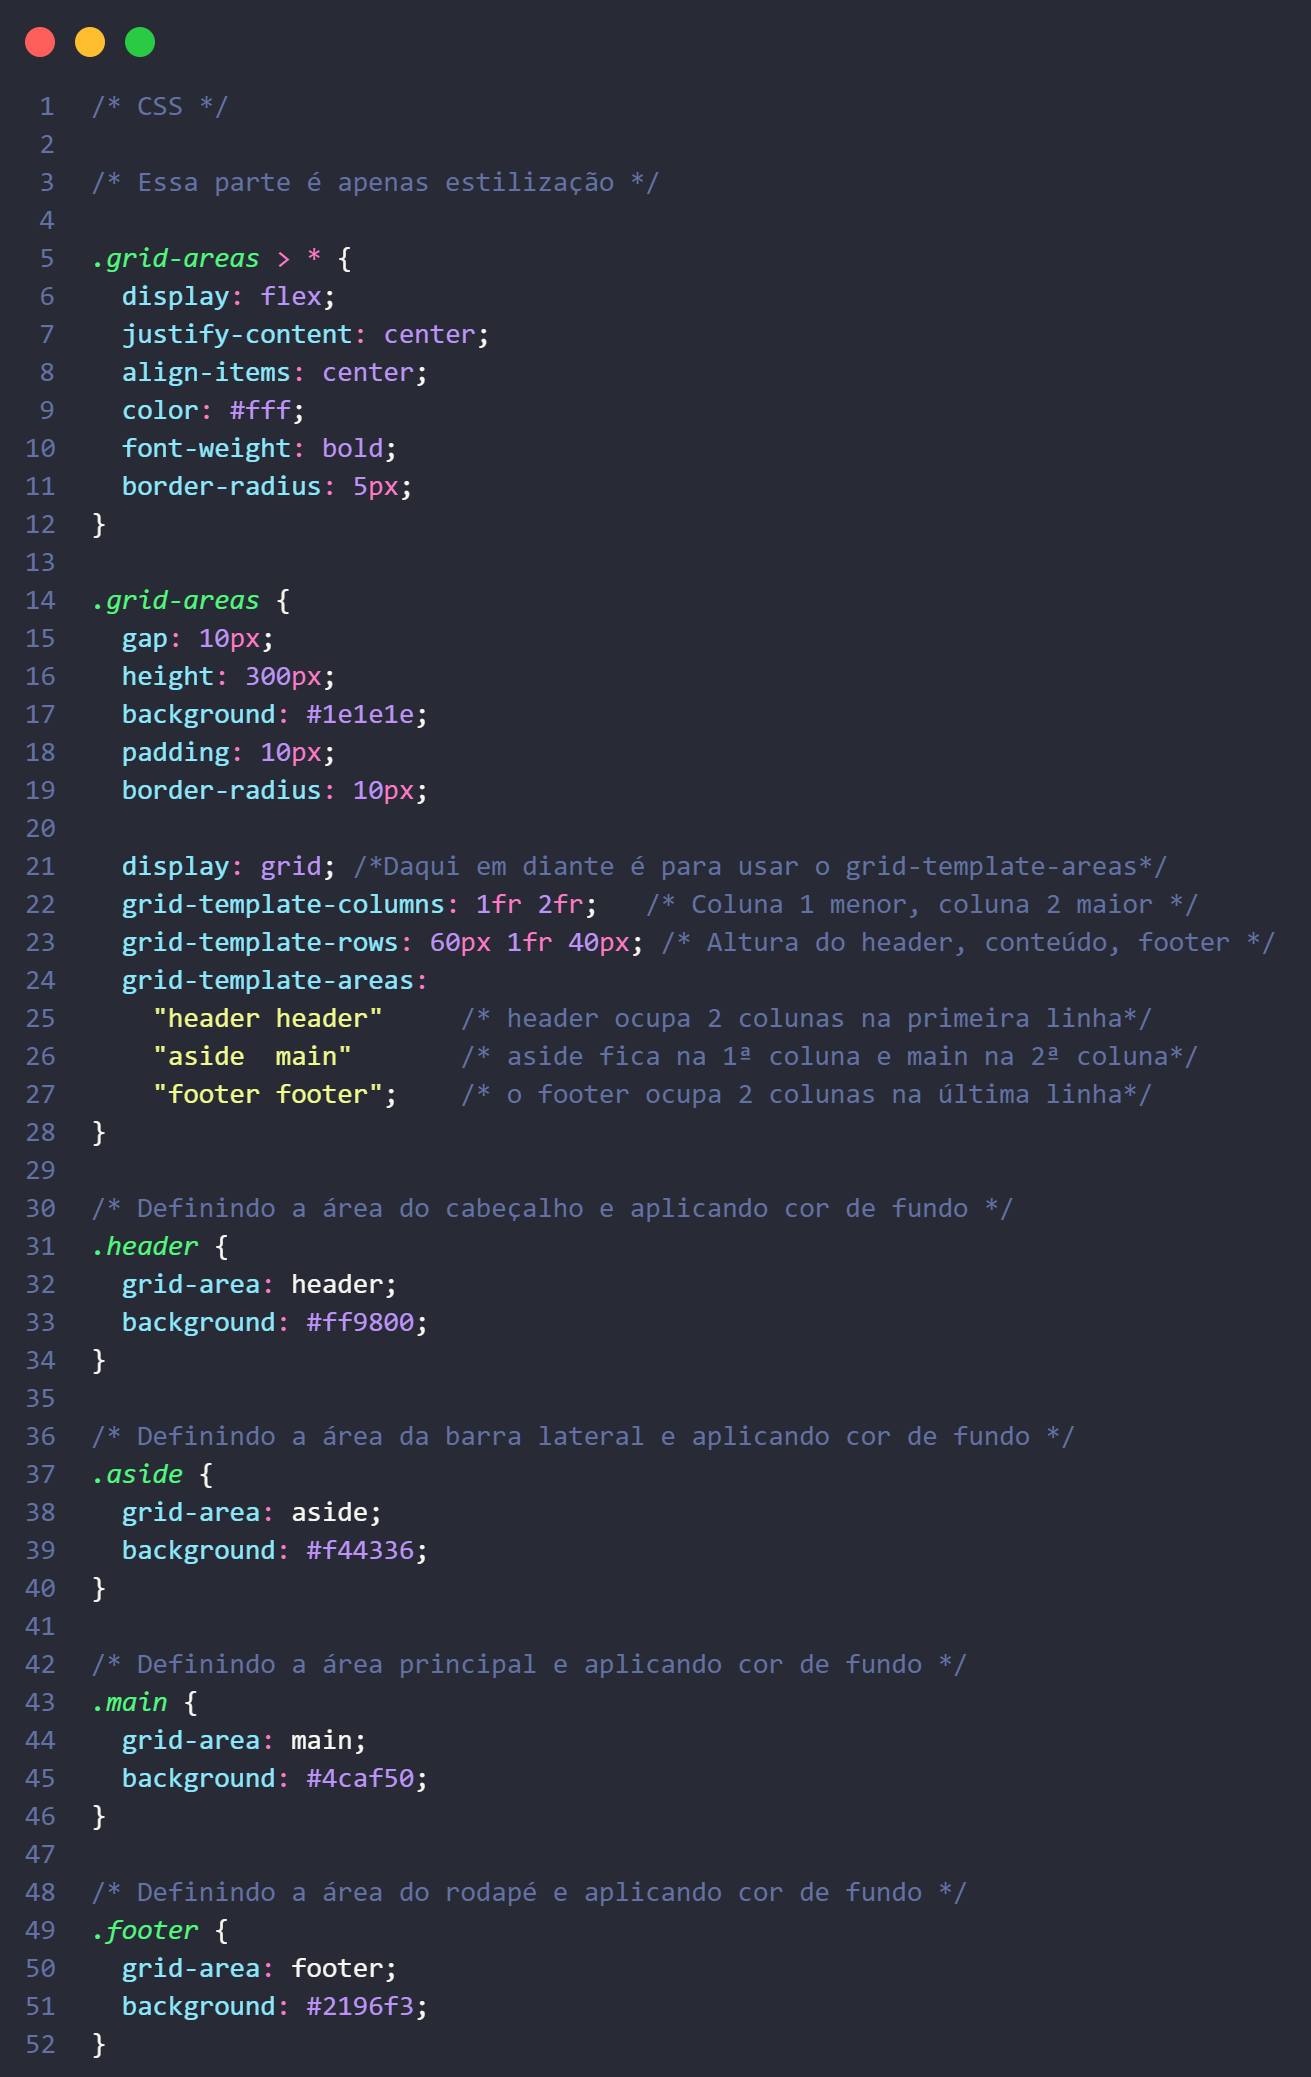 1 /* CSS */
2
3 /* Essa parte é apenas estilização */
4
5 .grid-areas > * {
6   display: flex;
7   justify-content: center;
8   align-items: center;
9   color: #fff;
10   font-weight: bold;
11   border-radius: 5px;
12 }
13
14 .grid-areas {
15   gap: 10px;
16   height: 300px;
17   background: #1e1e1e;
18   padding: 10px;
19   border-radius: 10px;
20
21   display: grid; /*Daqui em diante é para usar o grid-template-areas*/
22   grid-template-columns: 1fr 2fr;   /* Coluna 1 menor, coluna 2 maior */
23   grid-template-rows: 60px 1fr 40px; /* Altura do header, conteúdo, footer */
24   grid-template-areas:
25     "header header"     /* header ocupa 2 colunas na primeira linha*/
26     "aside  main"       /* aside fica na 1ª coluna e main na 2ª coluna*/
27     "footer footer";    /* o footer ocupa 2 colunas na última linha*/
28 }
29
30 /* Definindo a área do cabeçalho e aplicando cor de fundo */
31 .header {
32   grid-area: header;
33   background: #ff9800;
34 }
35
36 /* Definindo a área da barra lateral e aplicando cor de fundo */
37 .aside {
38   grid-area: aside;
39   background: #f44336;
40 }
41
42 /* Definindo a área principal e aplicando cor de fundo */
43 .main {
44   grid-area: main;
45   background: #4caf50;
46 }
47
48 /* Definindo a área do rodapé e aplicando cor de fundo */
49 .footer {
50   grid-area: footer;
51   background: #2196f3;
52 }